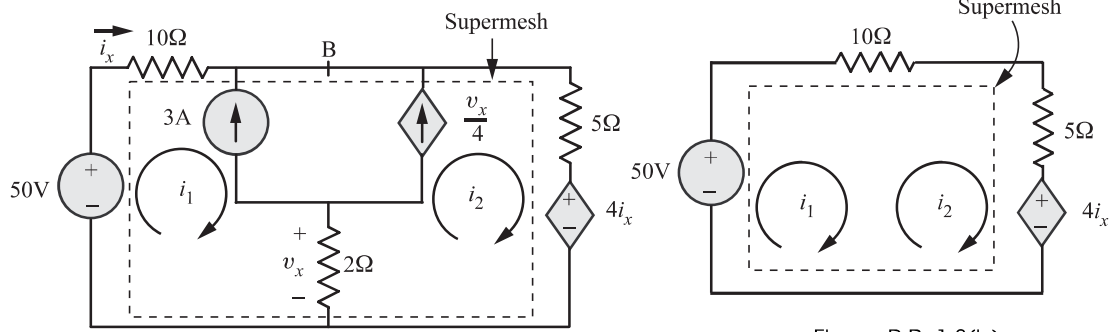 Supermesh
i_x
10Ω
B
3A
v_x/4
5Ω
50V
+
−
i_1
i_2
+
−
4i_x
+
v_x
−
2Ω
Supermesh
10Ω
5Ω
50V
+
−
i_1
i_2
+
−
4i_x